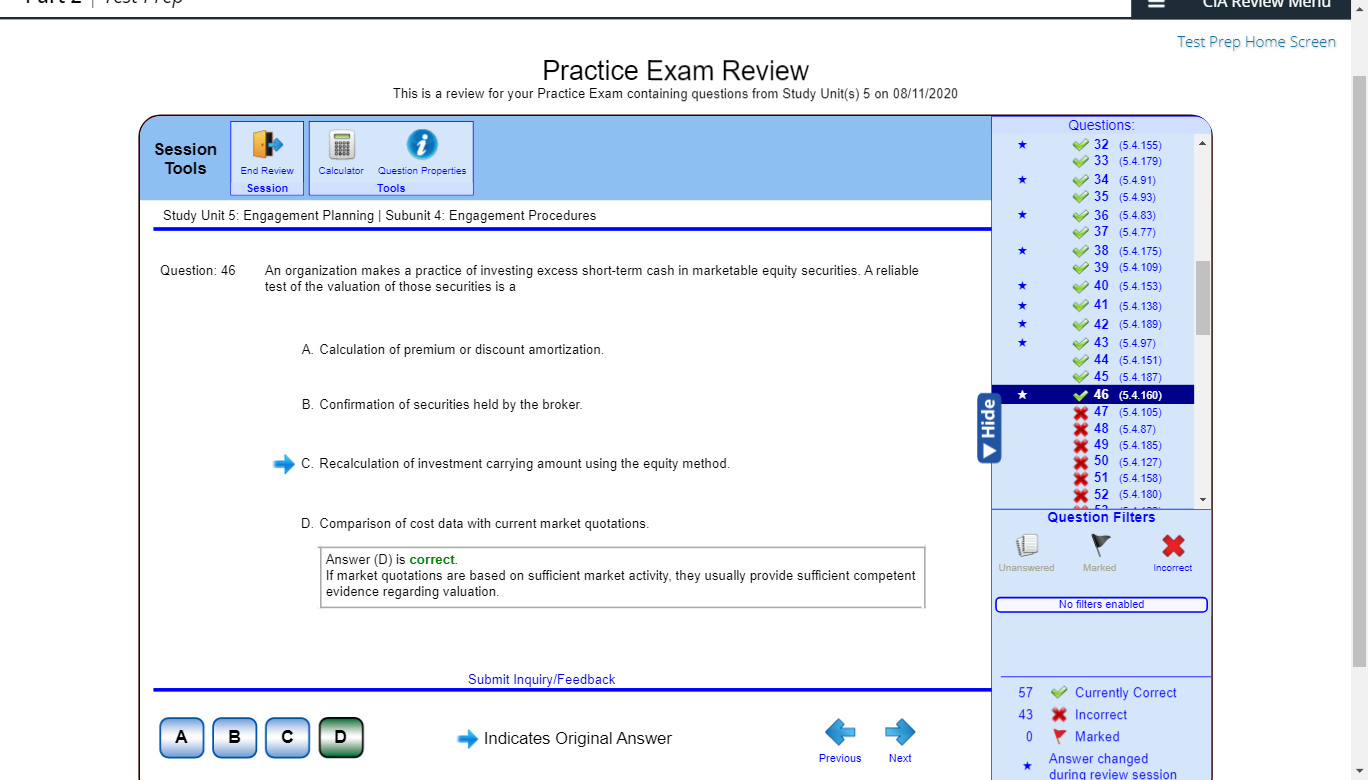 Part 2 | Test Prep
CIA Review Menu
Test Prep Home Screen
Practice Exam Review
This is a review for your Practice Exam containing questions from Study Unit(s) 5 on 08/11/2020
Session
Tools
End Review
Session
Calculator
Question Properties
Tools
Study Unit 5: Engagement Planning | Subunit 4: Engagement Procedures
Question: 46
An organization makes a practice of investing excess short-term cash in marketable equity securities. A reliable
test of the valuation of those securities is a
A. Calculation of premium or discount amortization.
B. Confirmation of securities held by the broker.
C. Recalculation of investment carrying amount using the equity method.
D. Comparison of cost data with current market quotations.
Answer (D) is correct.
If market quotations are based on sufficient market activity, they usually provide sufficient competent
evidence regarding valuation.
Submit Inquiry/Feedback
A B C D
Indicates Original Answer
Previous
Next
Questions:
32 (5.4.155)
33 (5.4.179)
34 (5.4.91)
35 (5.4.93)
36 (5.4.83)
37 (5.4.77)
38 (5.4.175)
39 (5.4.109)
40 (5.4.153)
41 (5.4.138)
42 (5.4.189)
43 (5.4.97)
44 (5.4.151)
45 (5.4.187)
46 (5.4.160)
47 (5.4.105)
48 (5.4.87)
49 (5.4.185)
50 (5.4.127)
51 (5.4.158)
52 (5.4.180)
Hide
Question Filters
Unanswered
Marked
Incorrect
No filters enabled
57 Currently Correct
43 Incorrect
0 Marked
Answer changed
during review session